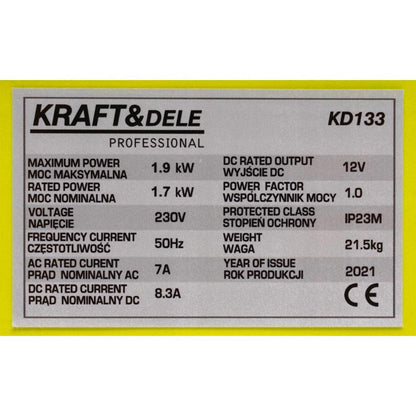 KRAFT&DELE
PROFESSIONAL
KD133
MAXIMUM POWER
MOC MAKSYMALNA
1.9 kW
RATED POWER
MOC NOMINALNA
1.7 kW
VOLTAGE
NAPIĘCIE
230V
FREQUENCY CURRENT
CZĘSTOTLIWOŚĆ
50Hz
AC RATED CURENT
PRĄD NOMINALNY AC
7A
DC RATED CURRENT
PRĄD NOMINALNY DC
8.3A
DC RATED OUTPUT
WYJŚCIE DC
12V
POWER FACTOR
WSPÓLCZYNNIK MOCY
1.0
PROTECTED CLASS
STOPIEŃ OCHRONY
IP23M
WEIGHT
WAGA
21.5kg
YEAR OF ISSUE
ROK PRODUKCJI
2021
CE